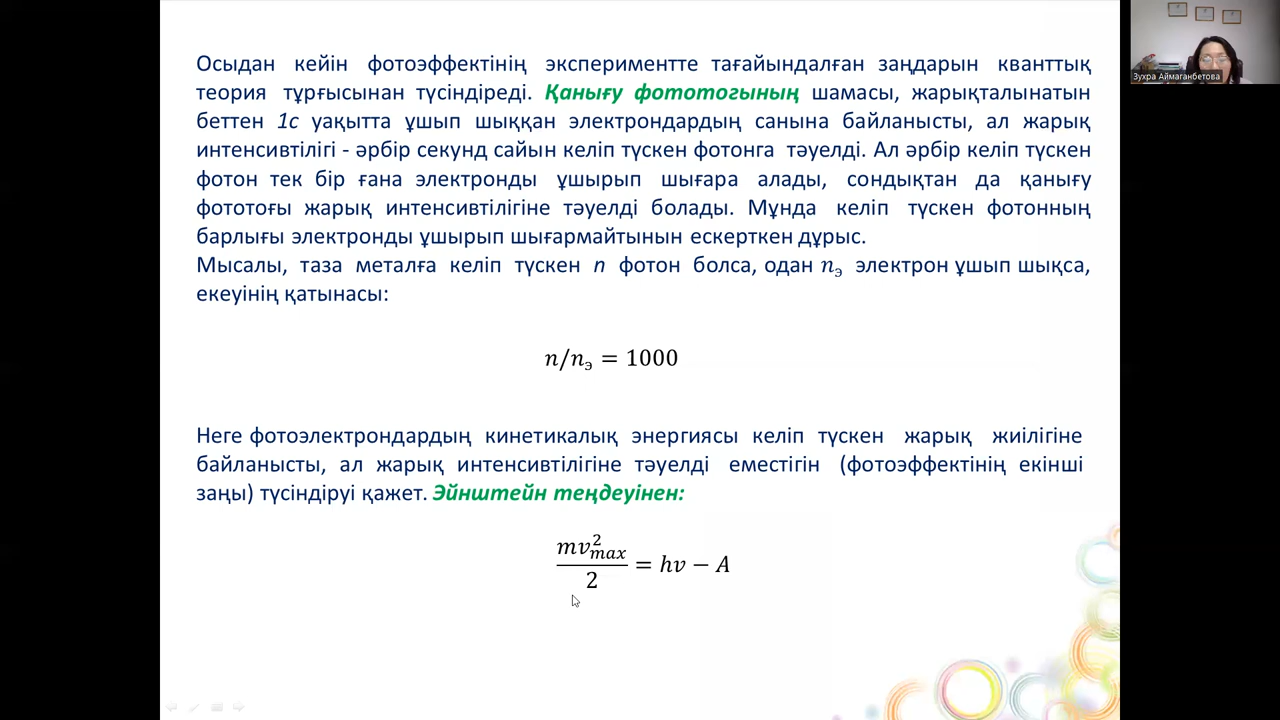 Осыдан кейін фотоэффектінің экспериментте тағайындалған заңдарын кванттық
теория тұрғысынан түсіндіреді. Қанығу фототогының шамасы, жарықталынатын
беттен 1с уақытта ұшып шыққан электрондардың санына байланысты, ал жарық
интенсивтілігі - әрбір секунд сайын келіп түскен фотонға тәуелді. Ал әрбір келіп түскен
фотон тек бір ғана электронды ұшырып шығара алады, сондықтан да қанығу
фототоғы жарық интенсивтілігіне тәуелді болады. Мұнда келіп түскен фотонның
барлығы электронды ұшырып шығармайтынын ескерткен дұрыс.
Мысалы, таза металға келіп түскен n фотон болса, одан nэ электрон ұшып шықса,
екеуінің қатынасы:
n/nэ = 1000
Неге фотоэлектрондардың кинетикалық энергиясы келіп түскен жарық жиілігіне
байланысты, ал жарық интенсивтілігіне тәуелді еместігін (фотоэффектінің екінші
заңы) түсіндіруі қажет. Эйнштейн теңдеуінен:
mv²max/2 = hv − A
Зухра Аймаганбетова